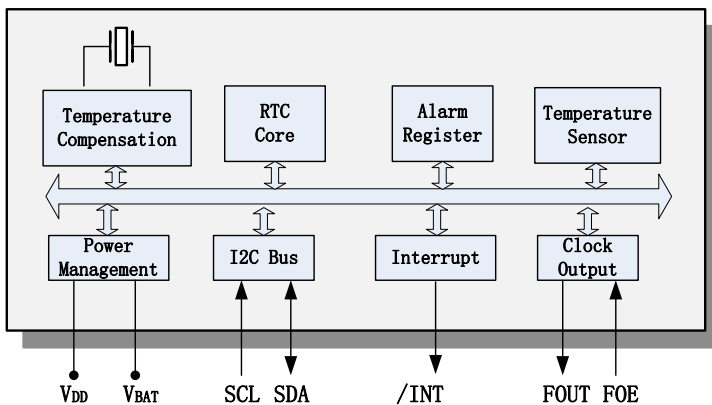 Temperature
Compensation
RTC
Core
Alarm
Register
Temperature
Sensor
Power
Management
I2C Bus
Interrupt
Clock
Output
VDD
VBAT
SCL
SDA
/INT
FOUT
FOE